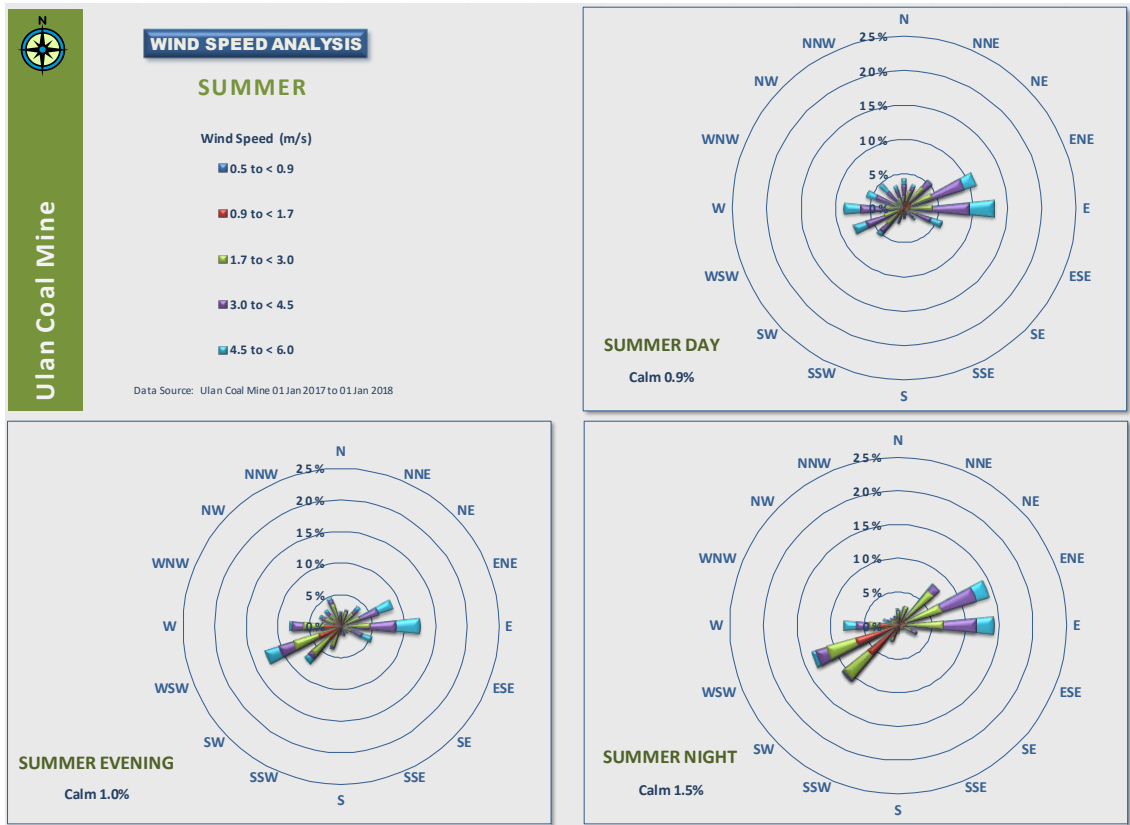 N
Ulan Coal Mine
WIND SPEED ANALYSIS
SUMMER
Wind Speed (m/s)
0.5 to < 0.9
0.9 to < 1.7
1.7 to < 3.0
3.0 to < 4.5
4.5 to < 6.0
Data Source: Ulan Coal Mine 01 Jan 2017 to 01 Jan 2018
N
NNE
NE
ENE
E
ESE
SE
SSE
S
SSW
SW
WSW
W
WNW
NW
NNW
25%
20%
15%
10%
5%
0%
SUMMER DAY
Calm 0.9%
N
NNE
NE
ENE
E
ESE
SE
SSE
S
SSW
SW
WSW
W
WNW
NW
NNW
25%
20%
15%
10%
5%
0%
SUMMER EVENING
Calm 1.0%
N
NNE
NE
ENE
E
ESE
SE
SSE
S
SSW
SW
WSW
W
WNW
NW
NNW
25%
20%
15%
10%
5%
0%
SUMMER NIGHT
Calm 1.5%